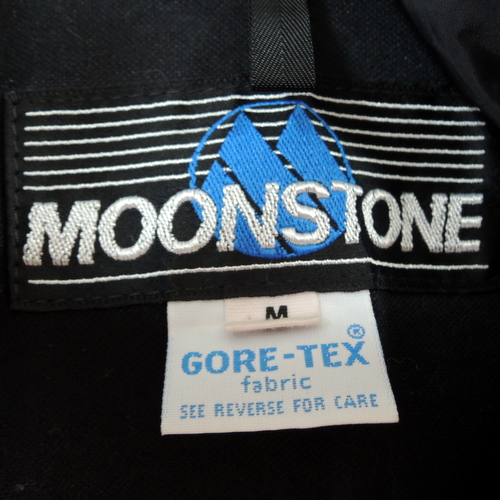 MOONSTONE
M
GORE-TEX®
fabric
SEE REVERSE FOR CARE